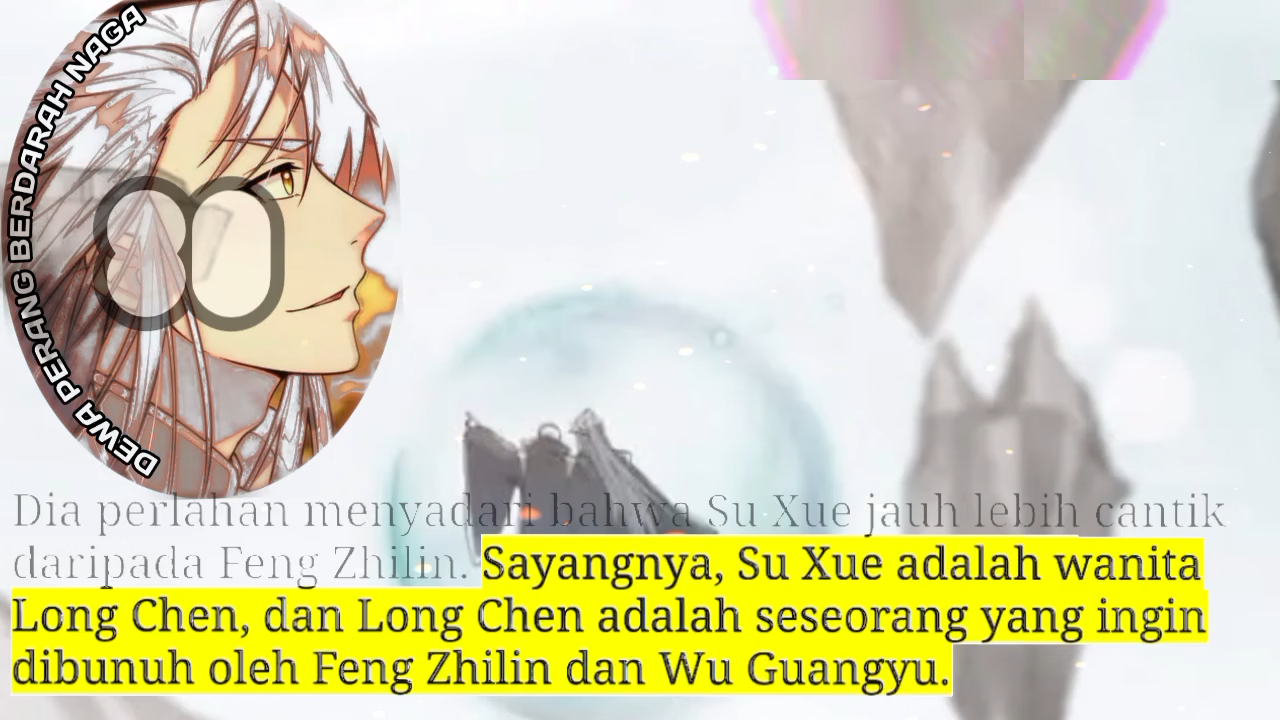 DEWA PERANG BERDARAH NAGA
80
Dia perlahan menyadari bahwa Su Xue jauh lebih cantik
daripada Feng Zhilin. Sayangnya, Su Xue adalah wanita
Long Chen, dan Long Chen adalah seseorang yang ingin
dibunuh oleh Feng Zhilin dan Wu Guangyu.